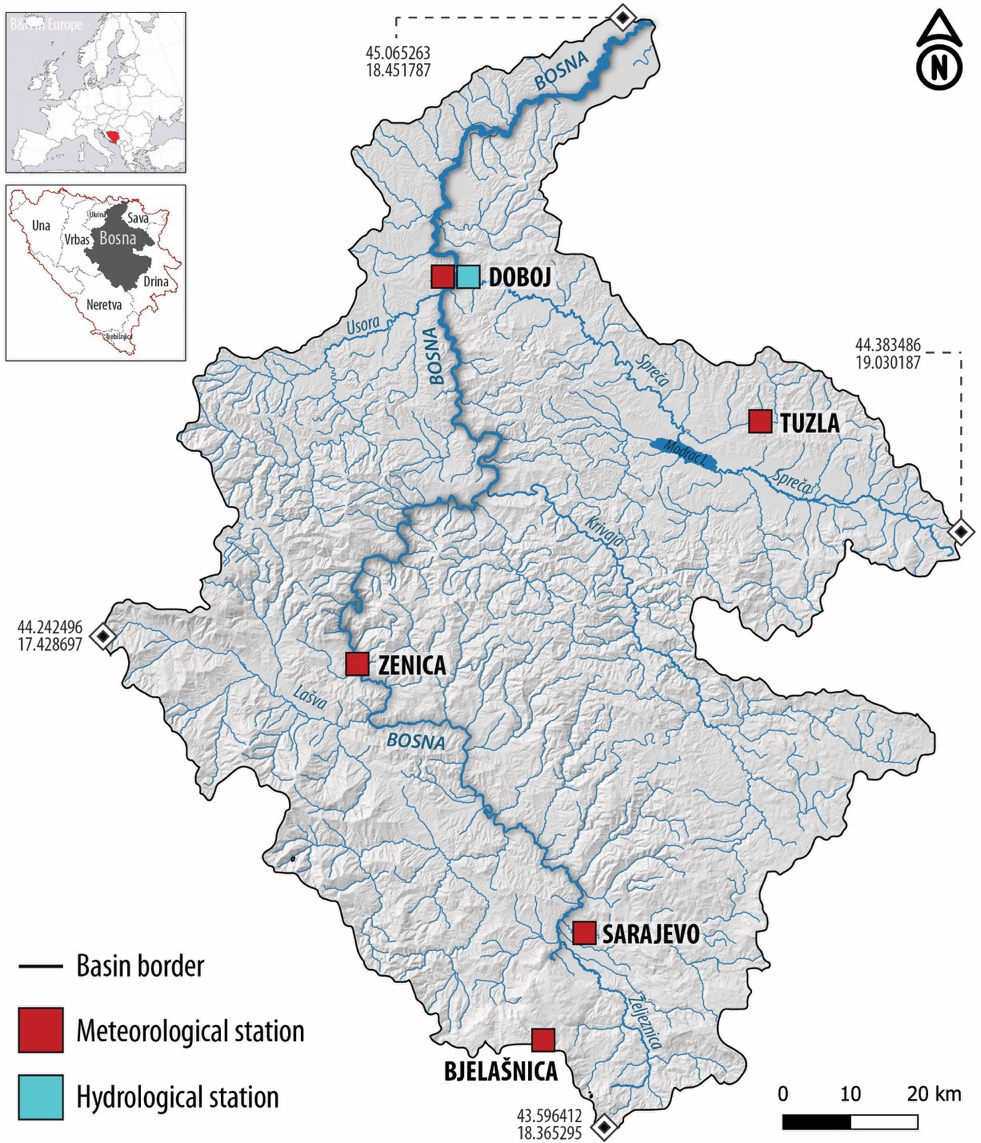 B&H in Europe
45.065263
18.451787
BOSNA
N
Una
Vrbas
Ukrina
Sava
Bosna
Drina
Neretva
Trebišnjica
DOBOJ
Usora
BOSNA
Spreča
44.383486
19.030187
TUZLA
Modrac l.
Spreča
Krivaja
44.242496
17.428697
ZENICA
Lašva
BOSNA
SARAJEVO
Željeznica
BJELAŠNICA
Basin border
Meteorological station
Hydrological station
43.596412
18.365295
0 10 20 km